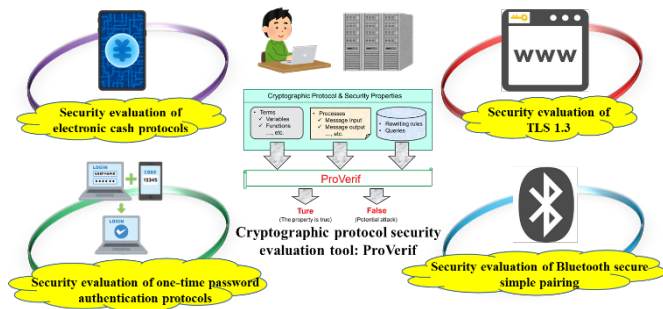 Security evaluation of
electronic cash protocols
WWW
Security evaluation of
TLS 1.3
Cryptographic Protocol & Security Properties
Terms
✓ Variables
✓ Functions
..., etc.
Processes
✓ Message input
✓ Message output
..., etc.
Rewriting rules
Queries
ProVerif
Ture
(The property is true)
False
(Potential attack)
Cryptographic protocol security
evaluation tool: ProVerif
LOGIN
USERNAME
CODE
12345
LOGIN
Security evaluation of one-time password
authentication protocols
Security evaluation of Bluetooth secure
simple pairing